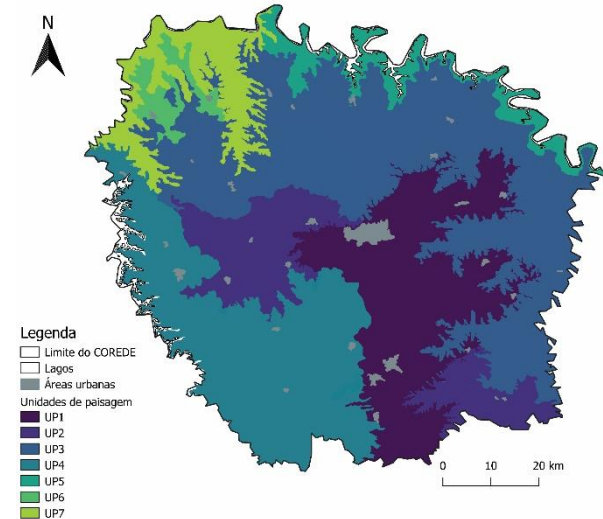 N
Legenda
Limite do COREDE
Lagos
Áreas urbanas
Unidades de paisagem
UP1
UP2
UP3
UP4
UP5
UP6
UP7
0 10 20 km